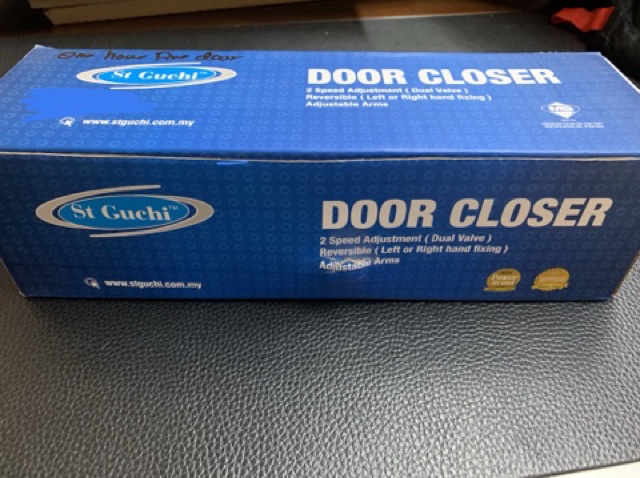 One hour Fire door
St Guchi™
DOOR CLOSER
2 Speed Adjustment ( Dual Valve )
Reversible ( Left or Right hand fixing )
Adjustable Arms
www.stguchi.com.my
St Guchi™
DOOR CLOSER
2 Speed Adjustment ( Dual Valve )
Reversible ( Left or Right hand fixing )
Adjustable Arms
www.stguchi.com.my